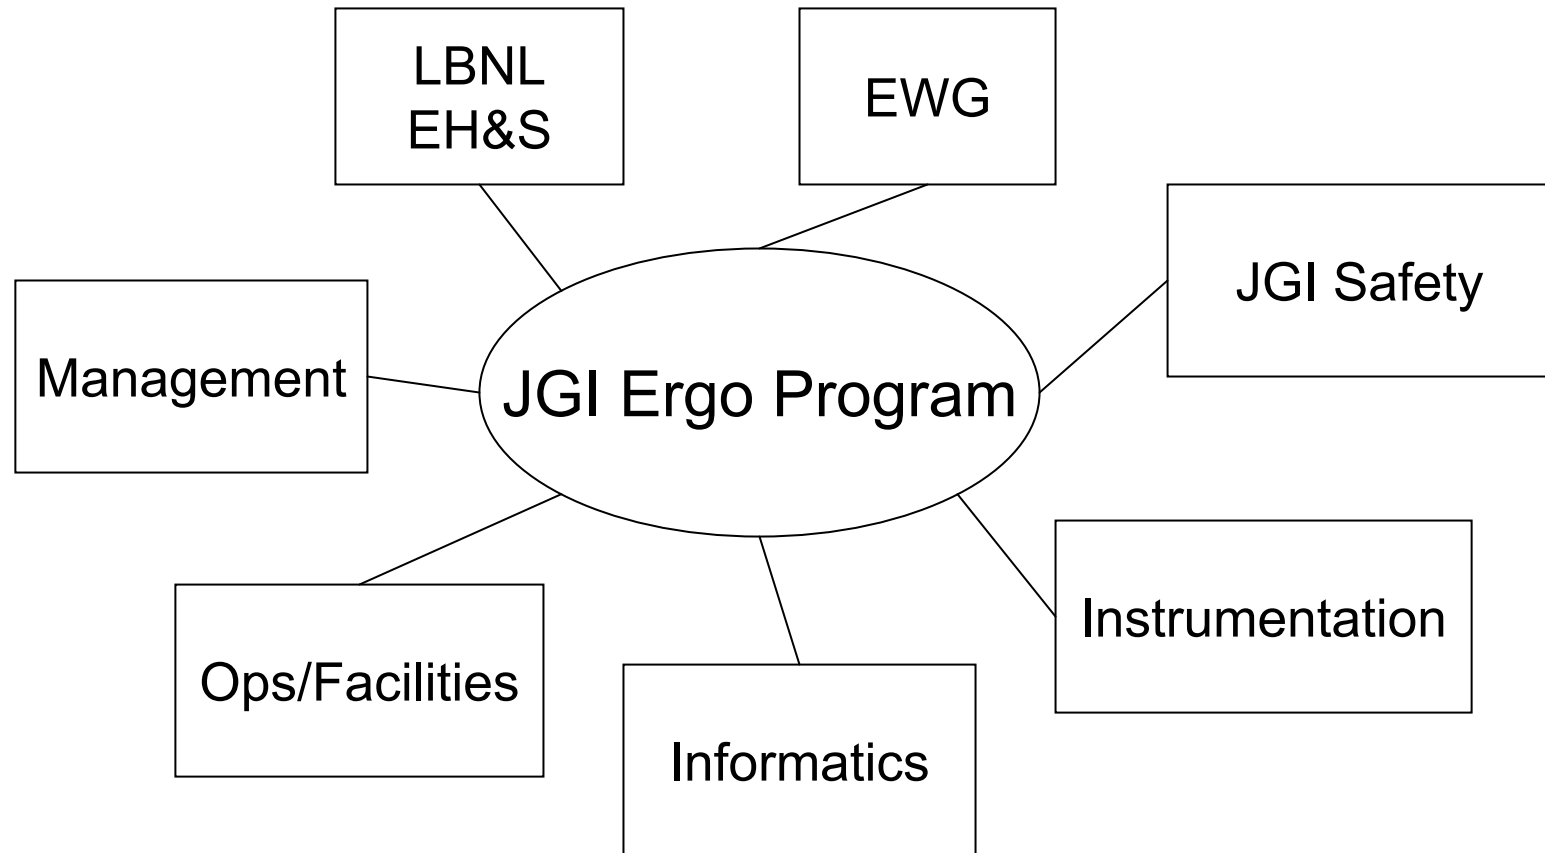 LBNL
EH&S
EWG
JGI Safety
Management
JGI Ergo Program
Instrumentation
Ops/Facilities
Informatics